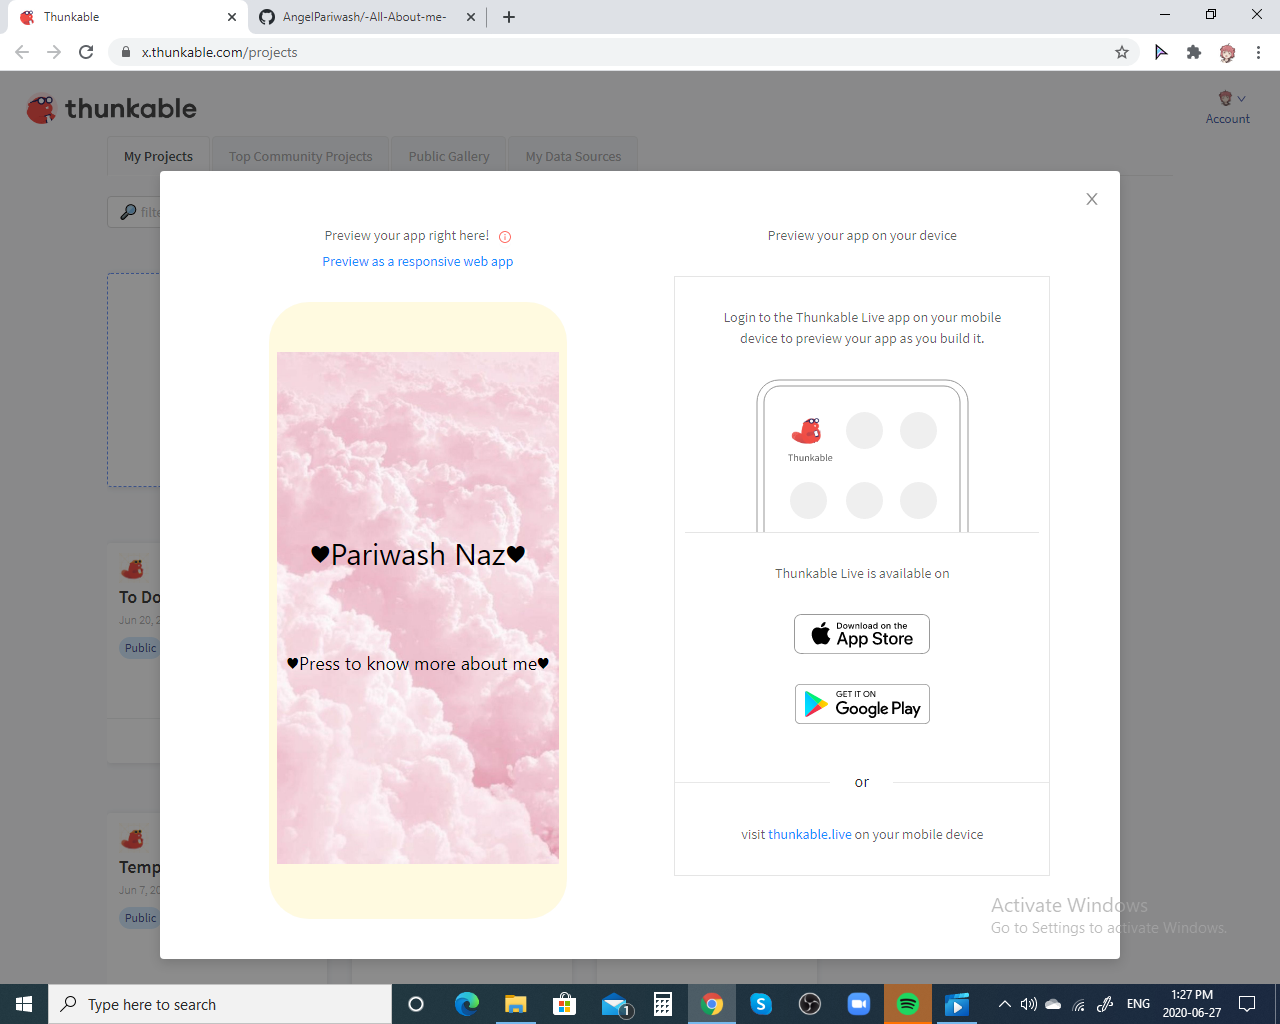 Thunkable
AngelPariwash/-All-About-me-
x.thunkable.com/projects
thunkable
Account
My Projects
Top Community Projects
Public Gallery
My Data Sources
Preview your app right here!
Preview as a responsive web app
Preview your app on your device
♥Pariwash Naz♥
♥Press to know more about me♥
Login to the Thunkable Live app on your mobile
device to preview your app as you build it.
Thunkable
Thunkable Live is available on
Download on the
App Store
GET IT ON
Google Play
or
visit thunkable.live on your mobile device
To Do
Jun 20, 2
Public
Temp
Jun 7, 20
Public
Activate Windows
Go to Settings to activate Windows.
Type here to search
1
ENG
1:27 PM
2020-06-27